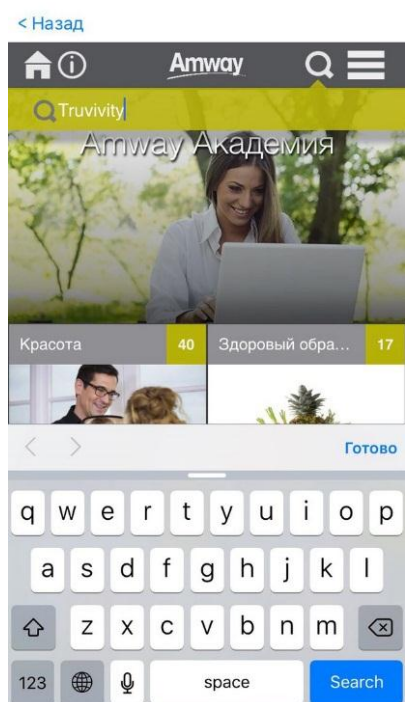 < Назад
Amway
Truvivity
Amway Академия
Красота 40 Здоровый обра... 17
Готово
q w e r t y u i o p
a s d f g h j k l
z x c v b n m
123 space Search